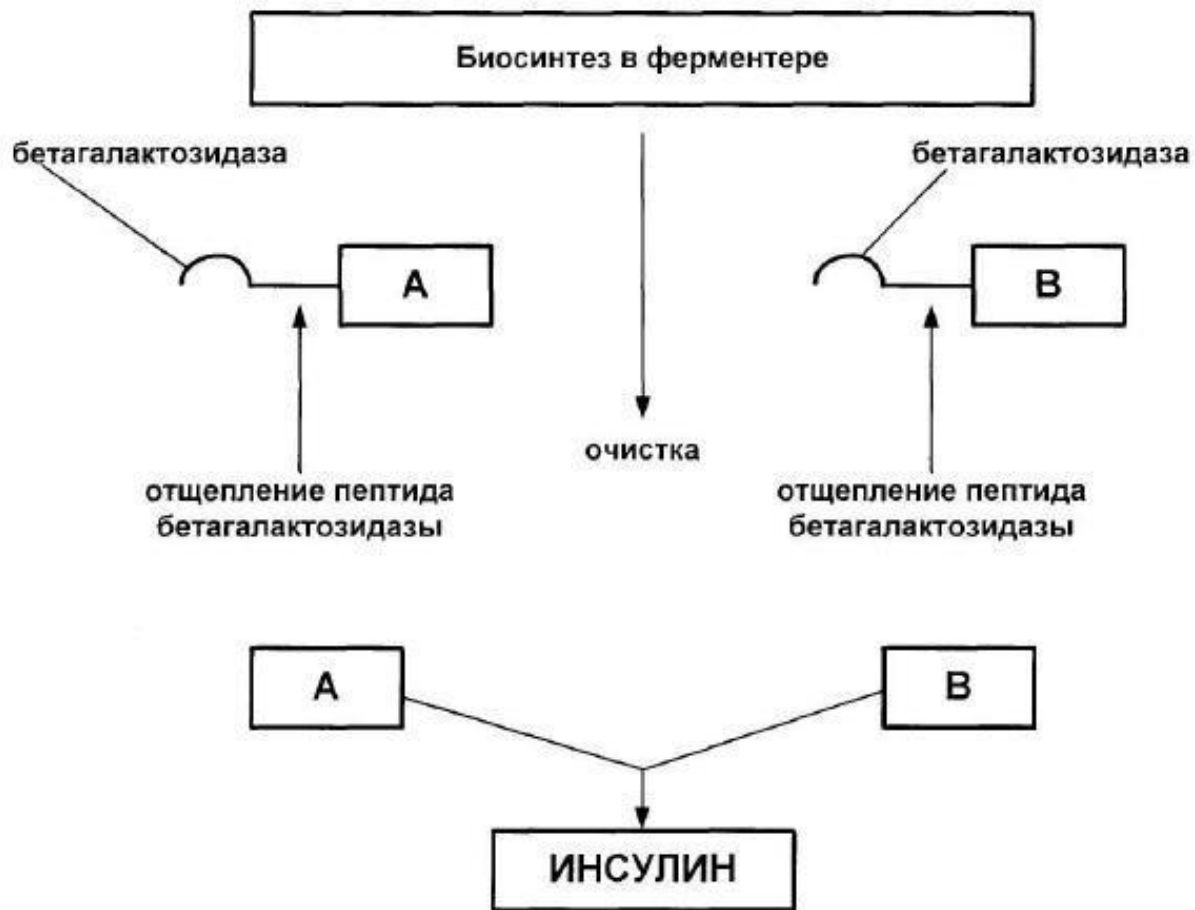 Биосинтез в ферментере
бетагалактозидаза
бетагалактозидаза
А
В
очистка
отщепление пептида
бетагалактозидазы
отщепление пептида
бетагалактозидазы
А
В
ИНСУЛИН